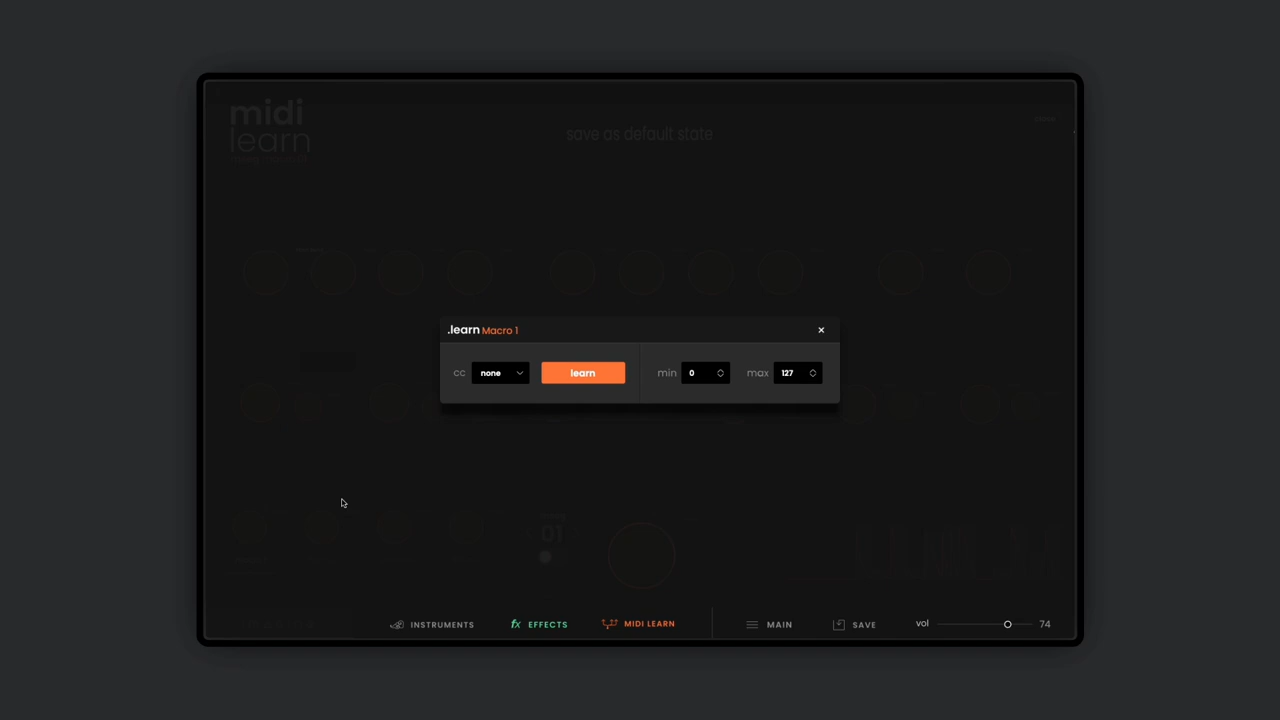 midi
learn
save as default state
.learn Macro 1
cc none learn min 0 max 127
INSTRUMENTS fx EFFECTS MIDI LEARN MAIN SAVE vol 74